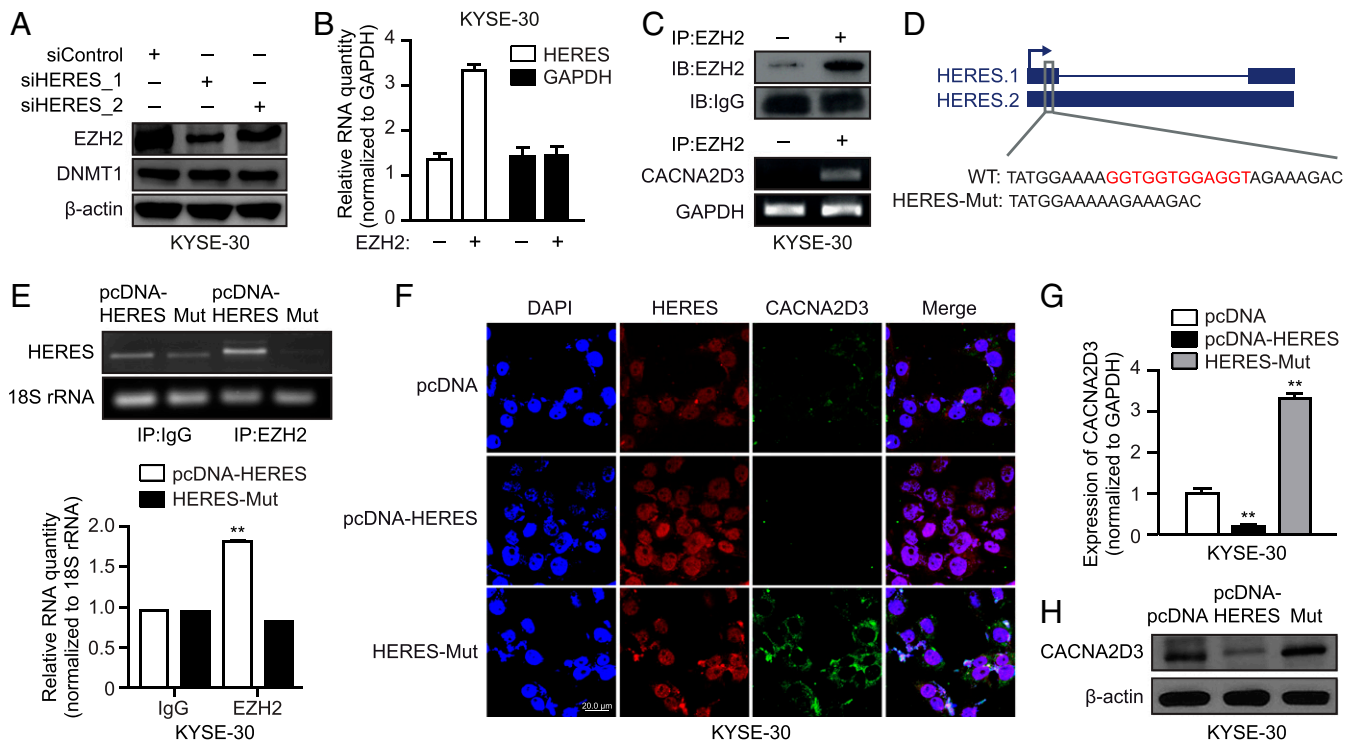 A
siControl + – –
siHERES_1 – + –
siHERES_2 – – +
EZH2
DNMT1
β-actin
KYSE-30
B
KYSE-30
Relative RNA quantity
(normalized to GAPDH)
4
3
2
1
0
HERES
GAPDH
EZH2: – + – +
C
IP:EZH2 – +
IB:EZH2
IB:IgG
IP:EZH2 – +
CACNA2D3
GAPDH
KYSE-30
D
HERES.1
HERES.2
WT: TATGGAAAAGGTGGTGGAGGTAGAAAGAC
HERES-Mut: TATGGAAAAAGAAAGAC
E
pcDNA- pcDNA-
HERES Mut HERES Mut
HERES
18S rRNA
IP:IgG IP:EZH2
pcDNA-HERES
HERES-Mut
Relative RNA quantity
(normalized to 18S rRNA)
2.0
1.5
1.0
0.5
0
**
IgG EZH2
KYSE-30
F
DAPI HERES CACNA2D3 Merge
pcDNA
pcDNA-HERES
HERES-Mut
20.0 μm
KYSE-30
G
pcDNA
pcDNA-HERES
HERES-Mut
Expression of CACNA2D3
(normalized to GAPDH)
4
3
2
1
0
**
**
KYSE-30
H
pcDNA-
pcDNA HERES Mut
CACNA2D3
β-actin
KYSE-30